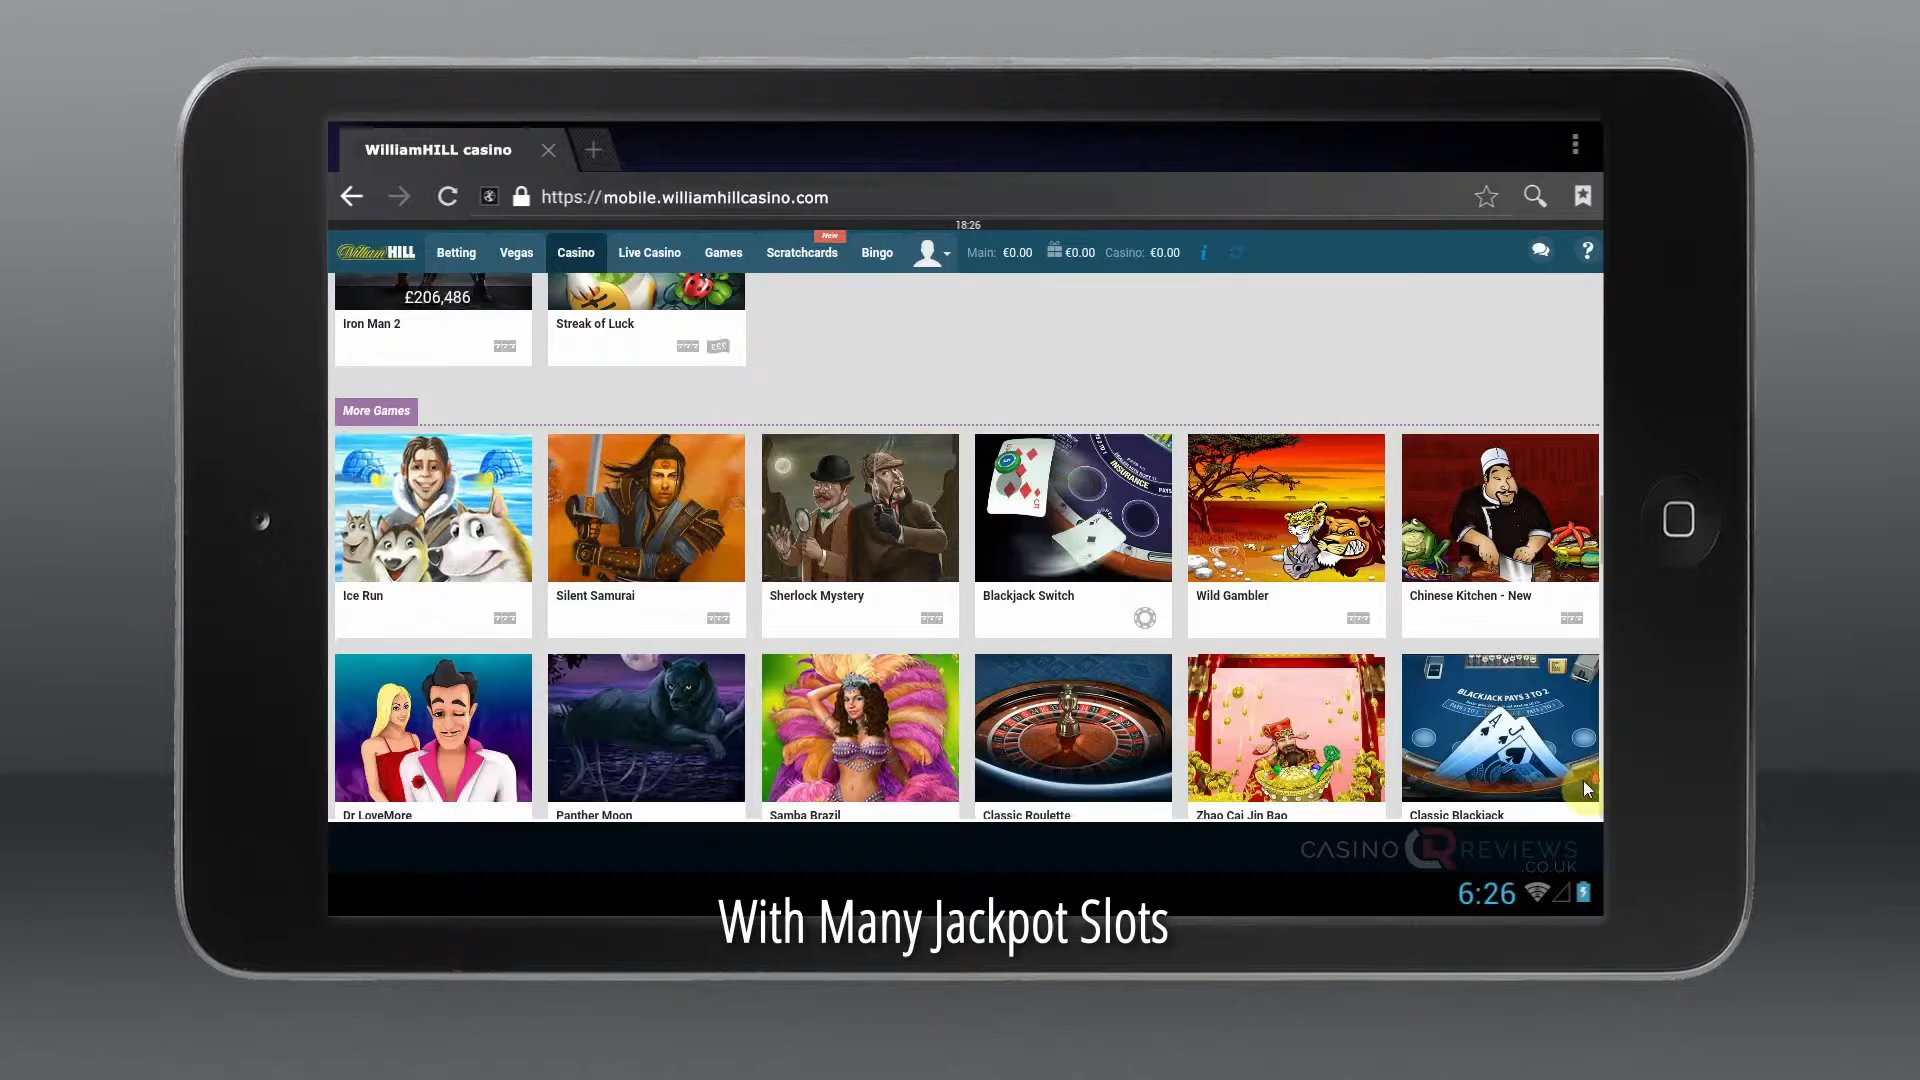 WilliamHILL casino
https://mobile.williamhillcasino.com
18:26
William HILL
Betting
Vegas
Casino
Live Casino
Games
New
Scratchcards
Bingo
Main: €0.00
€0.00
Casino: €0.00
i
?
£206,486
Iron Man 2
Streak of Luck
More Games
INSURANCE
Ice Run
Silent Samurai
Sherlock Mystery
Blackjack Switch
Wild Gambler
Chinese Kitchen - New
BLACKJACK PAYS 3 TO 2
A J
Dr LoveMore
Panther Moon
Samba Brazil
Classic Roulette
Zhao Cai Jin Bao
Classic Blackjack
CASINO R REVIEWS
.CO.UK
6:26
With Many Jackpot Slots